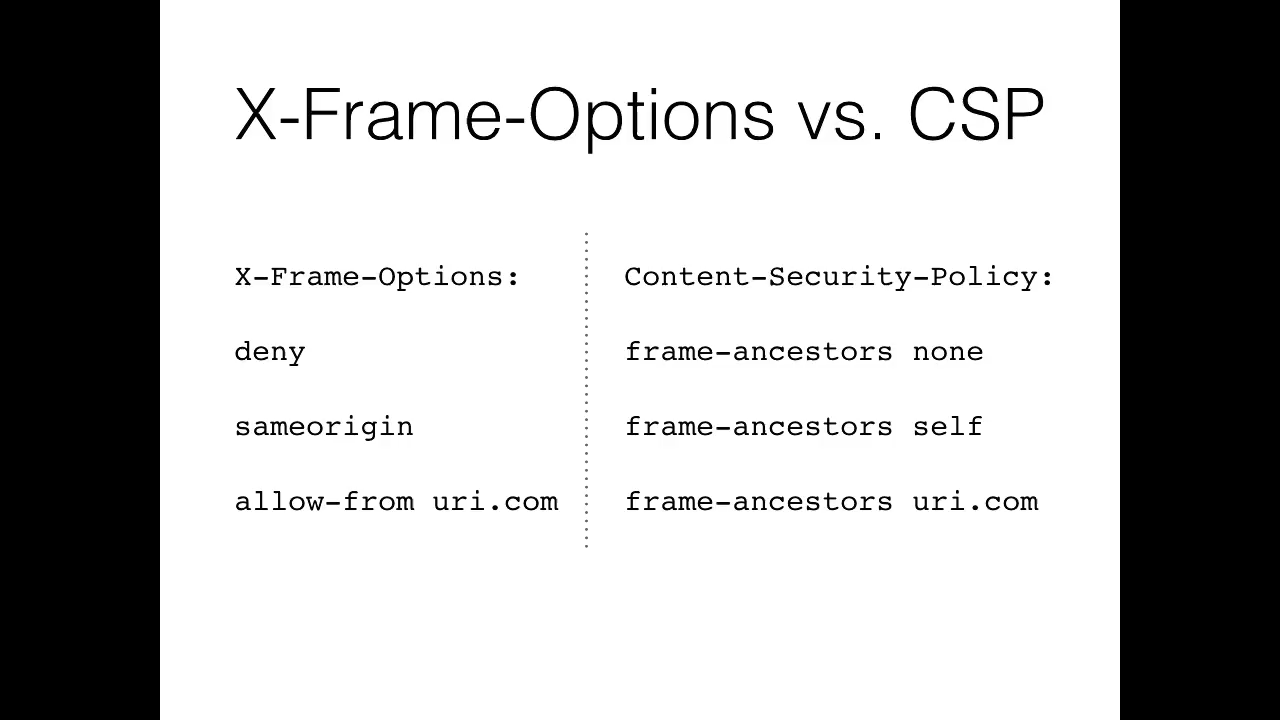 X-Frame-Options vs. CSP
X-Frame-Options:
deny
sameorigin
allow-from uri.com
Content-Security-Policy:
frame-ancestors none
frame-ancestors self
frame-ancestors uri.com